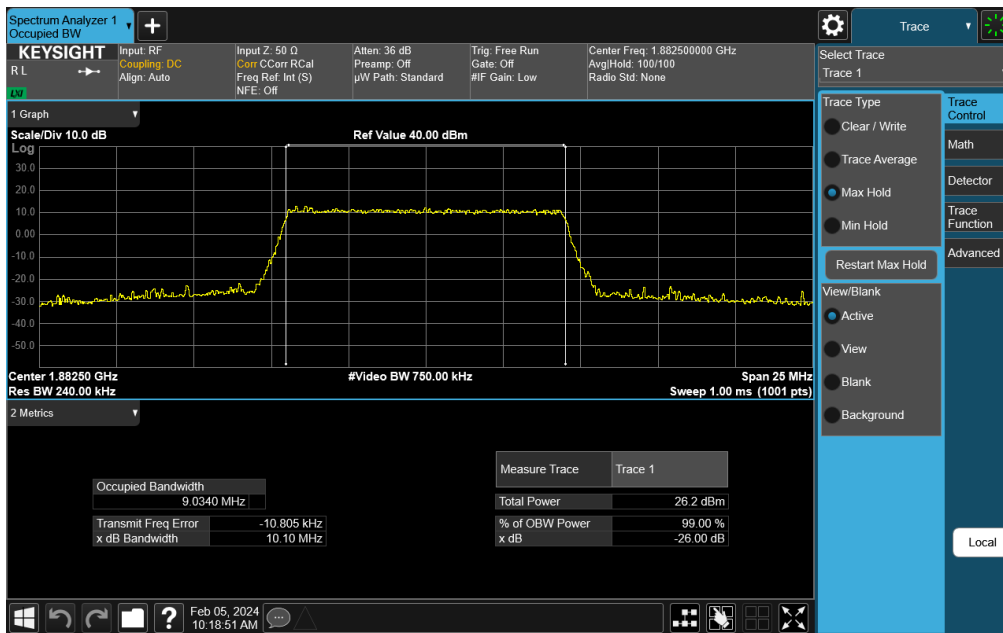 Spectrum Analyzer 1
Occupied BW
Trace
KEYSIGHT
R L
LXI
Input: RF
Coupling: DC
Align: Auto
Input Z: 50 Ω
Corr CCorr RCal
Freq Ref: Int (S)
NFE: Off
Atten: 36 dB
Preamp: Off
µW Path: Standard
Trig: Free Run
Gate: Off
#IF Gain: Low
Center Freq: 1.882500000 GHz
Avg|Hold: 100/100
Radio Std: None
Select Trace
Trace 1
1 Graph
Scale/Div 10.0 dB
Ref Value 40.00 dBm
Log
30.0
20.0
10.0
0.00
-10.0
-20.0
-30.0
-40.0
-50.0
Center 1.88250 GHz
#Video BW 750.00 kHz
Span 25 MHz
Res BW 240.00 kHz
Sweep 1.00 ms (1001 pts)
2 Metrics
Occupied Bandwidth
9.0340 MHz
Transmit Freq Error -10.805 kHz
x dB Bandwidth 10.10 MHz
Measure Trace Trace 1
Total Power 26.2 dBm
% of OBW Power 99.00 %
x dB -26.00 dB
Trace Type
Clear / Write
Trace Average
Max Hold
Min Hold
Restart Max Hold
View/Blank
Active
View
Blank
Background
Trace
Control
Math
Detector
Trace
Function
Advanced
Local
?
Feb 05, 2024
10:18:51 AM